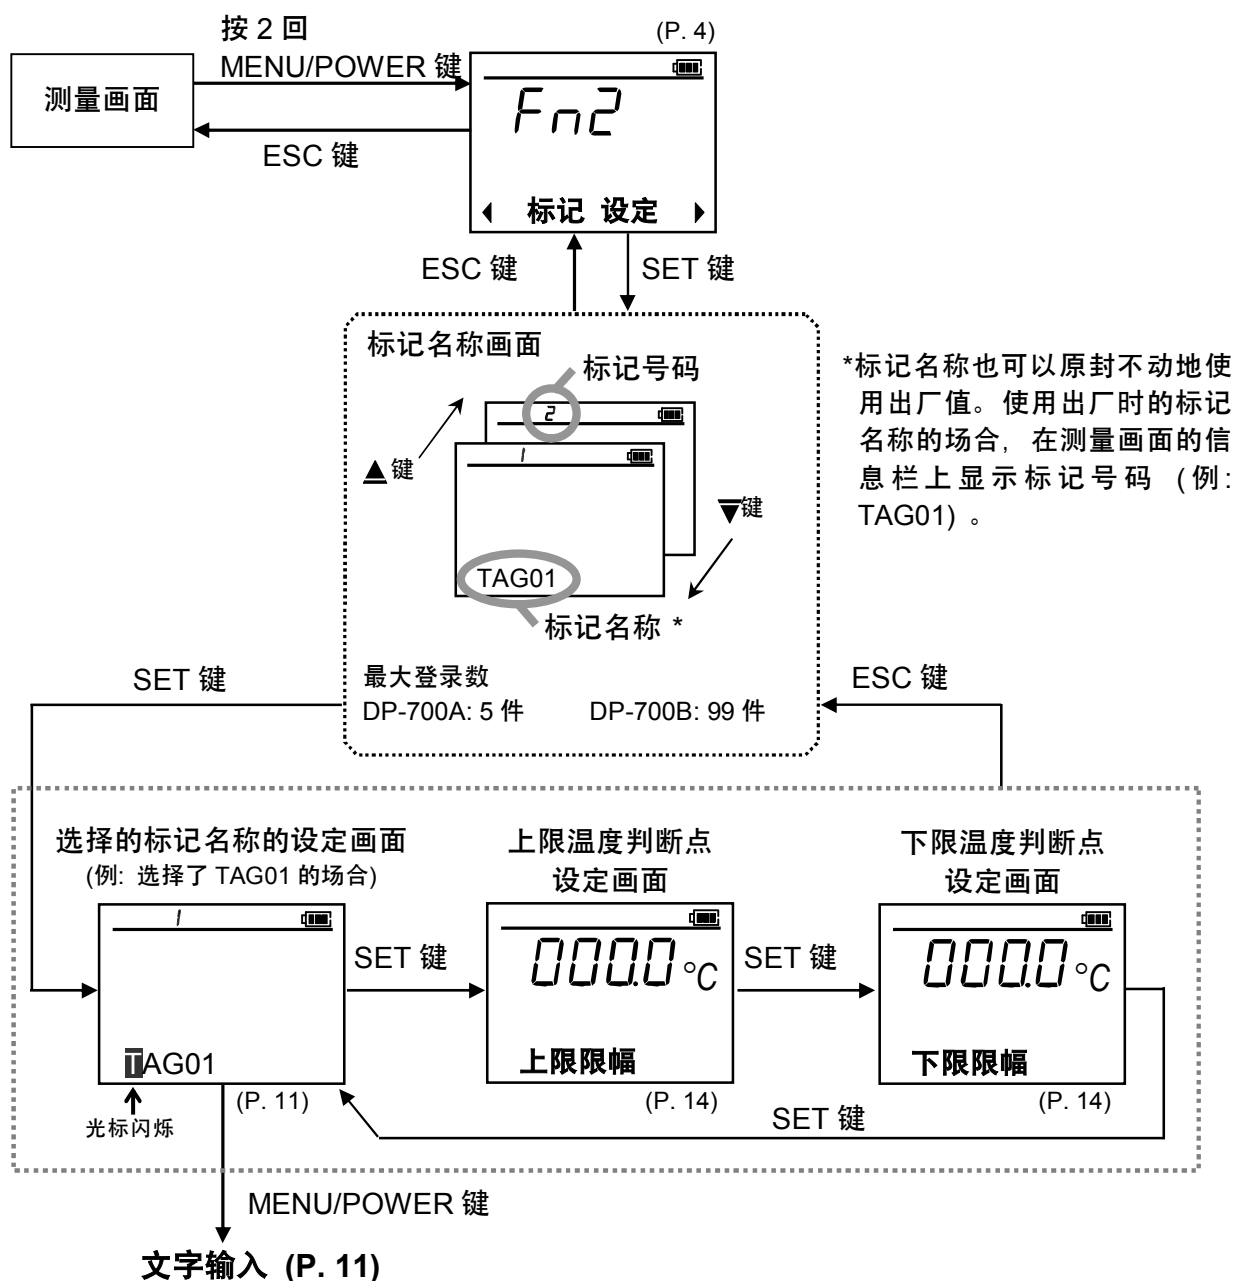 按 2 回
MENU/POWER 键
(P. 4)
测量画面
Fn2
ESC 键
标记 设定
ESC 键
SET 键
标记名称画面
标记号码
2
1
▲键
▼键
TAG01
标记名称 *
最大登录数
DP-700A: 5 件
DP-700B: 99 件
*标记名称也可以原封不动地使
用出厂值。使用出厂时的标记
名称的场合, 在测量画面的信
息栏上显示标记号码 (例:
TAG01) 。
SET 键
ESC 键
选择的标记名称的设定画面
(例: 选择了 TAG01 的场合)
1
TAG01
(P. 11)
光标闪烁
SET 键
上限温度判断点
设定画面
000.0 °C
上限限幅
(P. 14)
SET 键
下限温度判断点
设定画面
000.0 °C
下限限幅
(P. 14)
SET 键
MENU/POWER 键
文字输入 (P. 11)